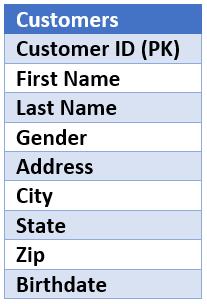 Customers
Customer ID (PK)
First Name
Last Name
Gender
Address
City
State
Zip
Birthdate